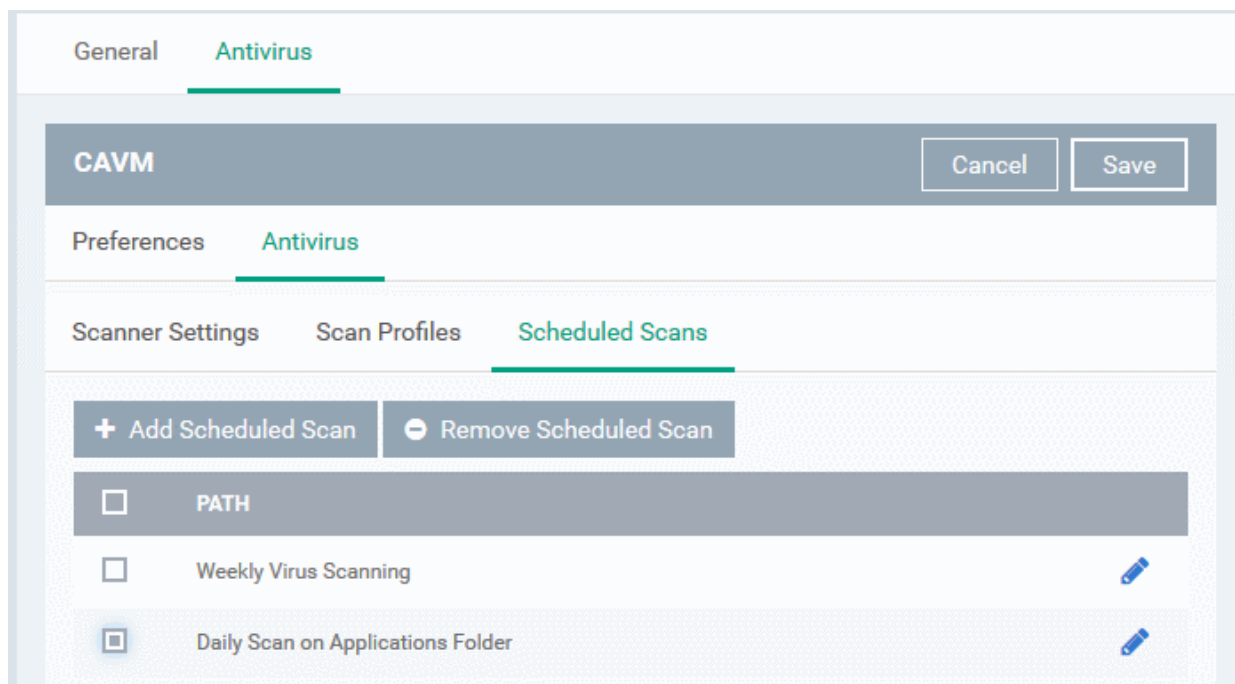 General Antivirus
CAVM Cancel Save
Preferences Antivirus
Scanner Settings Scan Profiles Scheduled Scans
Add Scheduled Scan Remove Scheduled Scan
PATH
Weekly Virus Scanning
Daily Scan on Applications Folder